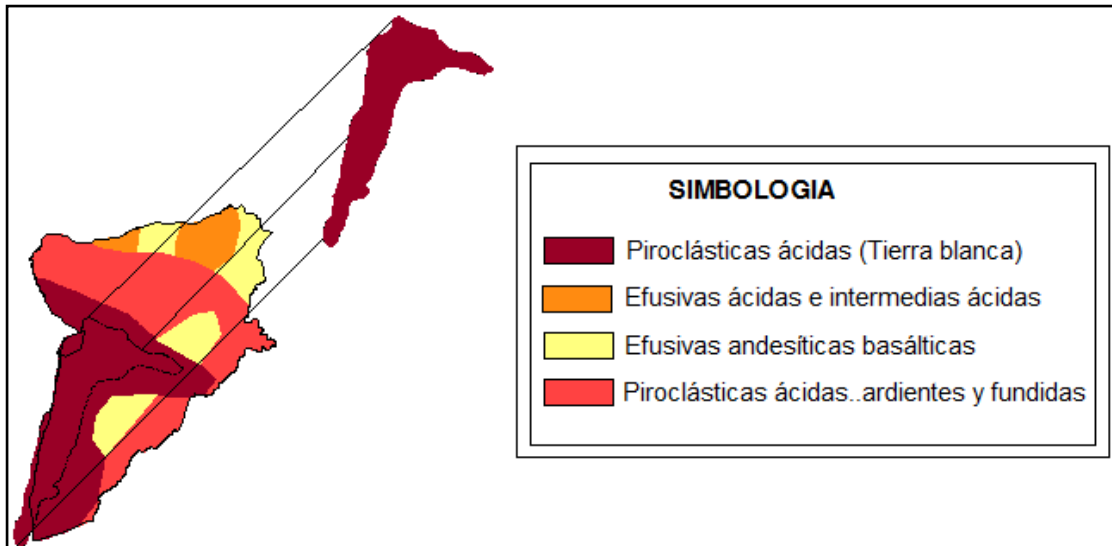 SIMBOLOGIA
Piroclásticas ácidas (Tierra blanca)
Efusivas ácidas e intermedias ácidas
Efusivas andesíticas basálticas
Piroclásticas ácidas..ardientes y fundidas